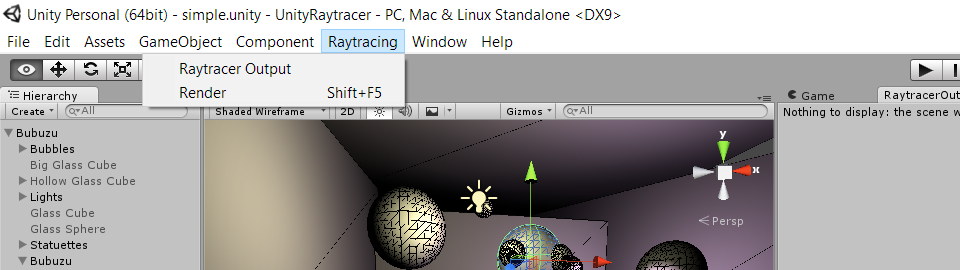 Unity Personal (64bit) - simple.unity - UnityRaytracer - PC, Mac & Linux Standalone <DX9>
File Edit Assets GameObject Component Raytracing Window Help
Raytracer Output
Render Shift+F5
Hierarchy
Create All
Shaded Wireframe 2D Gizmos All
Game RaytracerOut
Nothing to display: the scene w
Bubuzu
Bubbles
Big Glass Cube
Hollow Glass Cube
Lights
Glass Cube
Glass Sphere
Statuettes
Bubuzu
y
x
Persp